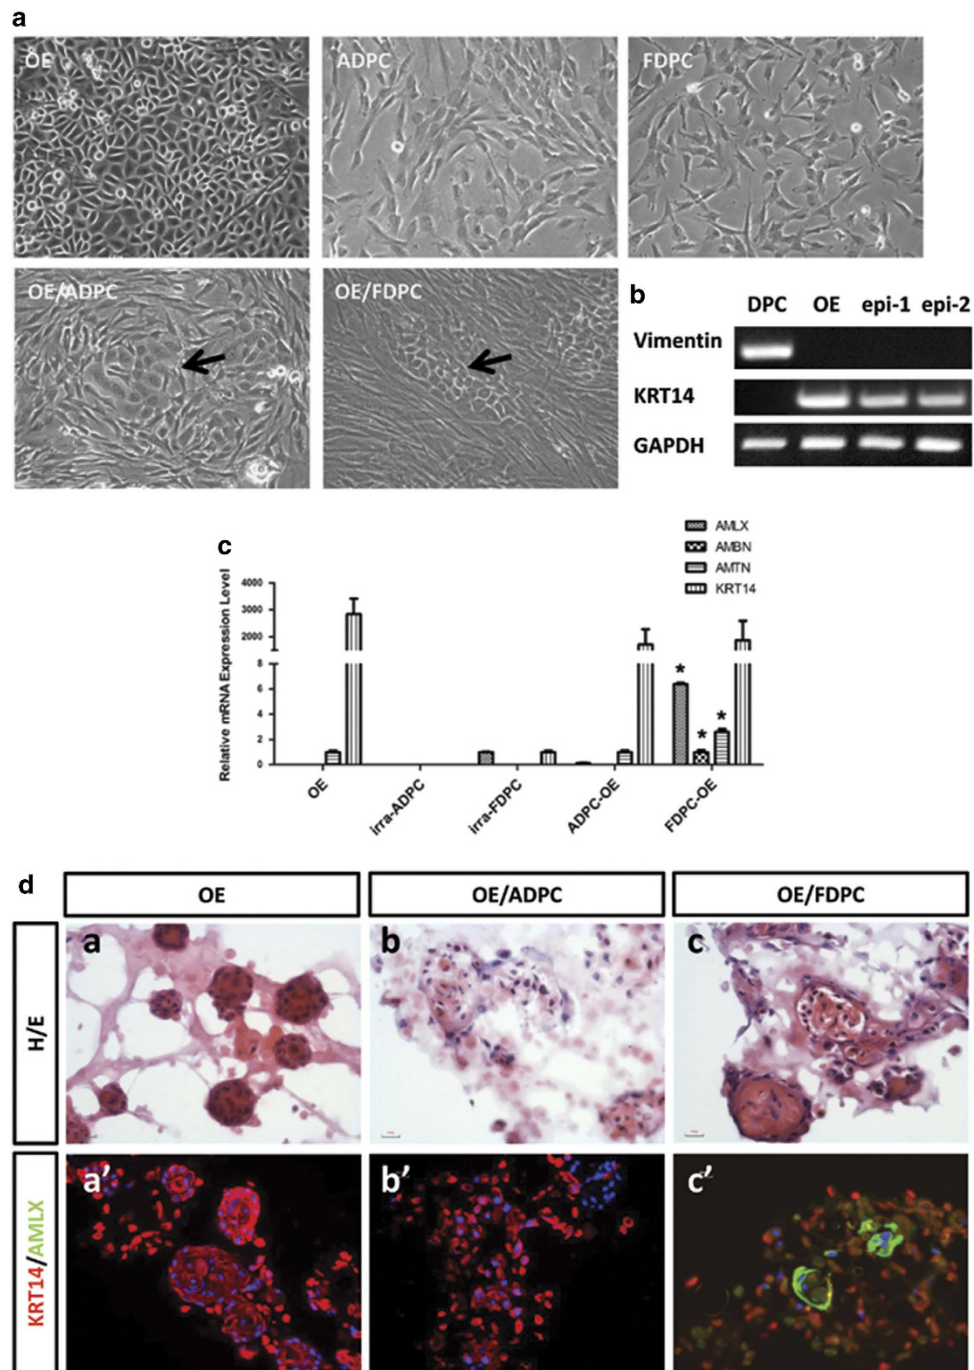 a
OE
ADPC
FDPC
OE/ADPC
OE/FDPC
b
DPC OE epi-1 epi-2
Vimentin
KRT14
GAPDH
c
AMLX
AMBN
AMTN
KRT14
Relative mRNA Expression Level
4000
3000
2000
8
6
4
2
0
* * *
OE
irra-ADPC
irra-FDPC
ADPC-OE
FDPC-OE
d
OE
OE/ADPC
OE/FDPC
H/E
a
b
c
KRT14/AMLX
a'
b'
c'